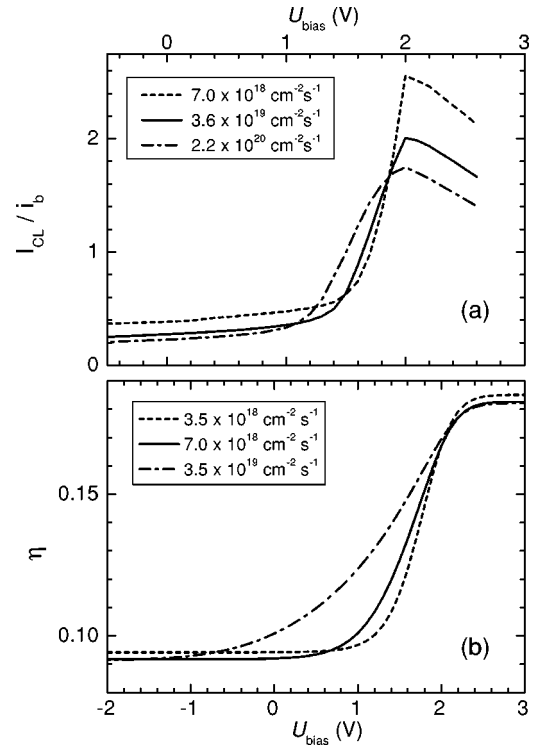 U_bias (V)
0 1 2 3
7.0 x 10^18 cm^-2s^-1
3.6 x 10^19 cm^-2s^-1
2.2 x 10^20 cm^-2s^-1
2
1
0
I_CL / i_b
(a)
3.5 x 10^18 cm^-2 s^-1
7.0 x 10^18 cm^-2 s^-1
3.5 x 10^19 cm^-2 s^-1
0.15
0.10
η
(b)
-2 -1 0 1 2 3
U_bias (V)